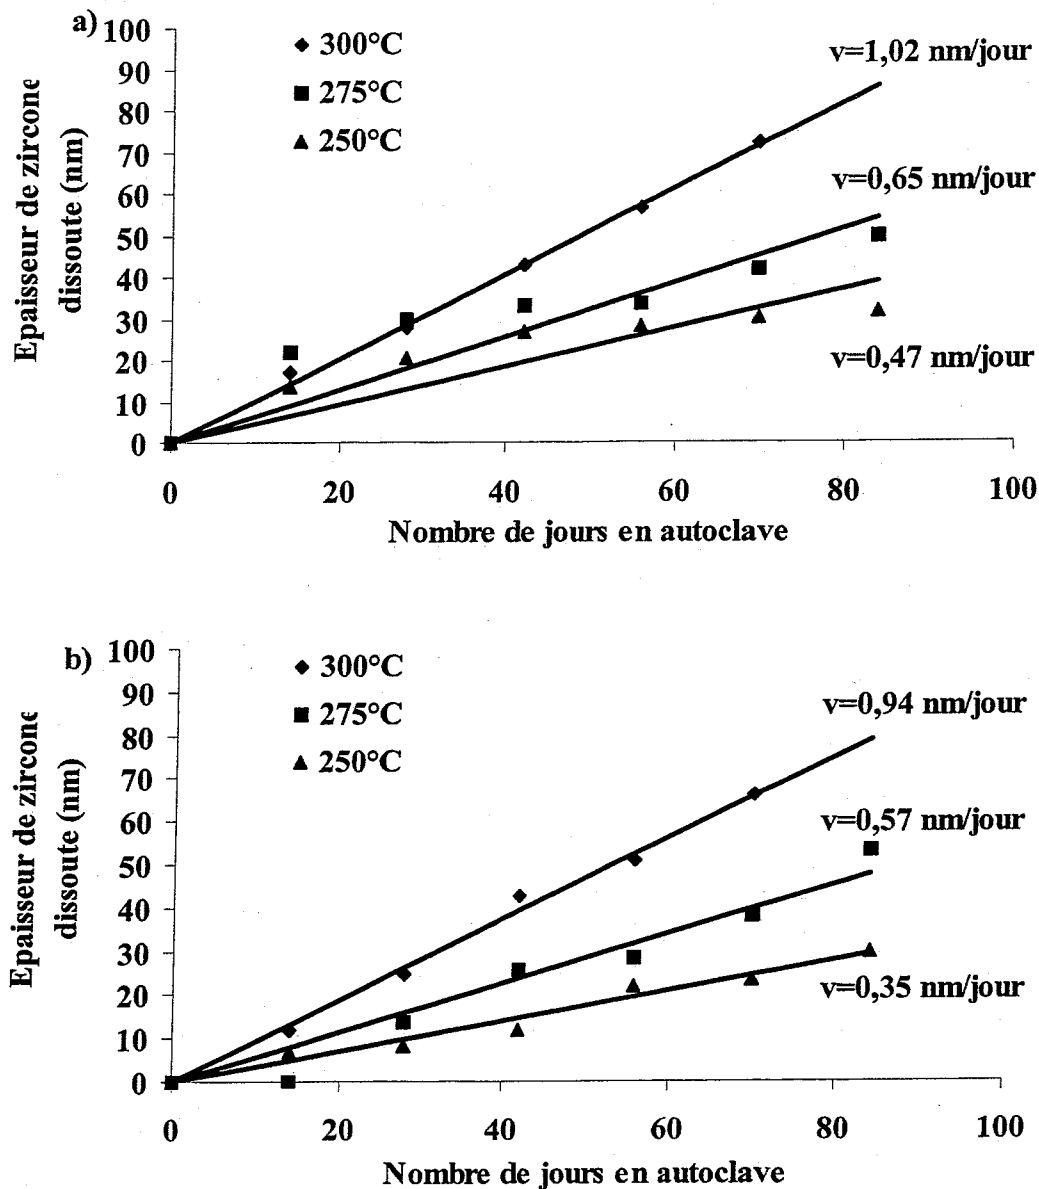 a)
100
90
80
70
60
50
40
30
20
10
0
Epaisseur de zircone
dissoute (nm)
300°C
275°C
250°C
v=1,02 nm/jour
v=0,65 nm/jour
v=0,47 nm/jour
0 20 40 60 80 100
Nombre de jours en autoclave
b)
100
90
80
70
60
50
40
30
20
10
0
Epaisseur de zircone
dissoute (nm)
300°C
275°C
250°C
v=0,94 nm/jour
v=0,57 nm/jour
v=0,35 nm/jour
0 20 40 60 80 100
Nombre de jours en autoclave